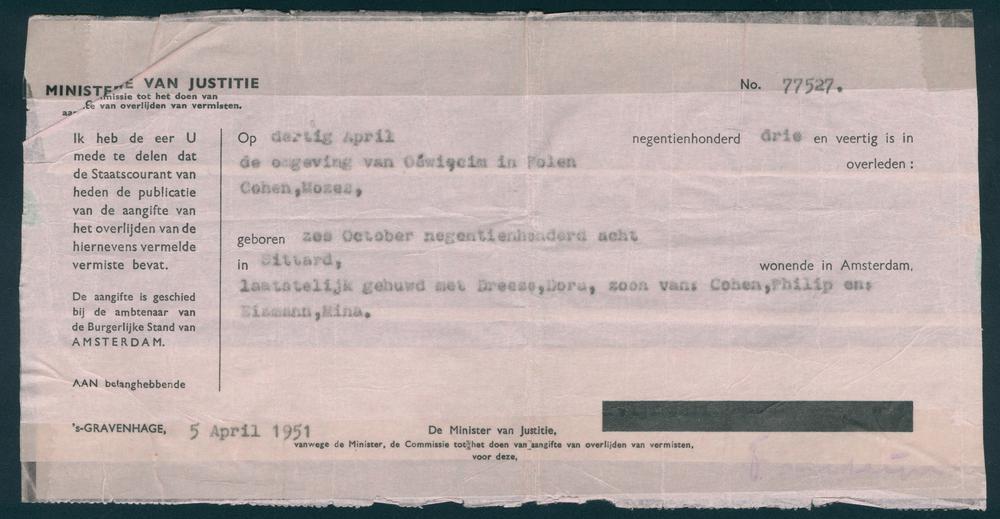 MINISTERIE VAN JUSTITIE
Commissie tot het doen van
aangifte van overlijden van vermisten.
No. 77527.
Ik heb de eer U
mede te delen dat
de Staatscourant van
heden de publicatie
van de aangifte van
het overlijden van de
hiernevens vermelde
vermiste bevat.
De aangifte is geschied
bij de ambtenaar van
de Burgerlijke Stand van
AMSTERDAM.
AAN belanghebbende
Op dertig April negentienhonderd drie en veertig is in
de omgeving van Oświęcim in Polen overleden :
Cohen,Mozes,
geboren zes October negentienhonderd acht
in Sittard, wonende in Amsterdam,
laatstelijk gehuwd met Breeze,Dora, zoon van: Cohen,Philip en:
Eizmann,Mina.
's-GRAVENHAGE, 5 April 1951
De Minister van Justitie,
vanwege de Minister, de Commissie tot het doen van aangifte van overlijden van vermisten,
voor deze,